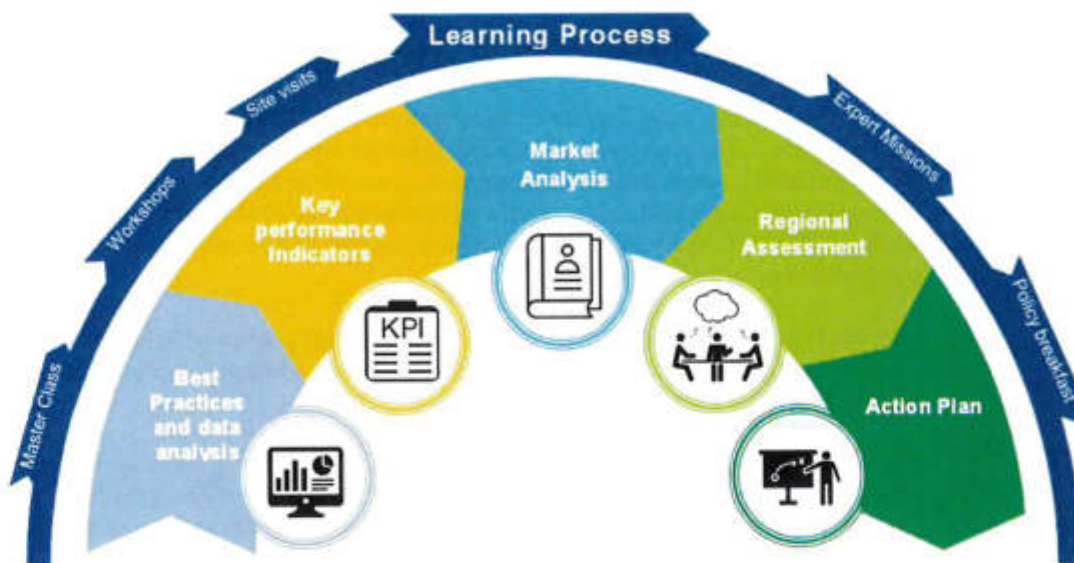 Learning Process
Master Class
Workshops
Site visits
Expert Missions
Policy breakfast
Best
Practices
and data
analysis
Key
performance
Indicators
KPI
Market
Analysis
Regional
Assessment
Action Plan